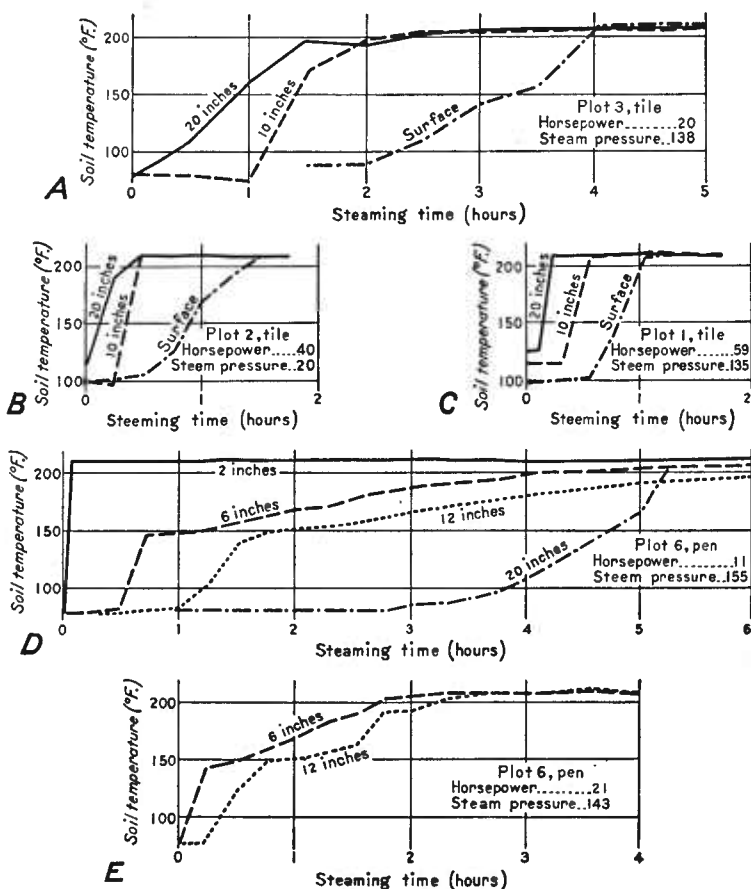 Soil temperature (°F.)
200
150
100
20 inches
10 inches
Surface
Plot 3, tile
Horsepower........20
Steam pressure..138
A
0
1
2
3
4
5
Steaming time (hours)
Soil temperature (°F.)
200
150
100
20 inches
10 inches
Surface
Plot 2, tile
Horsepower.....40
Steem pressure..20
B
0
1
2
Steeming time (hours)
Soil temperature (°F.)
200
150
100
20 inches
10 inches
Surface
Plot 1, tile
Horsepower........59
Steem pressure..135
C
0
1
2
Steeming time (hours)
Soil temperature (°F.)
200
150
100
2 inches
6 inches
12 inches
20 inches
Plot 6, pen
Horsepower........11
Steem pressure..155
D
0
1
2
3
4
5
6
Steaming time (hours)
Soil temperature (°F.)
200
150
100
6 inches
12 inches
Plot 6, pen
Horsepower........21
Steam pressure..143
E
0
1
2
3
4
Steaming time (hours)